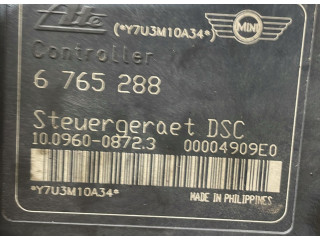 Ate (*Y7U3M10A34*) MINI
Controller
6 765 288
Steuergeraet DSC
10.0960-0872.3 00004909E0
*Y7U3M10A34* MADE IN PHILIPPINES